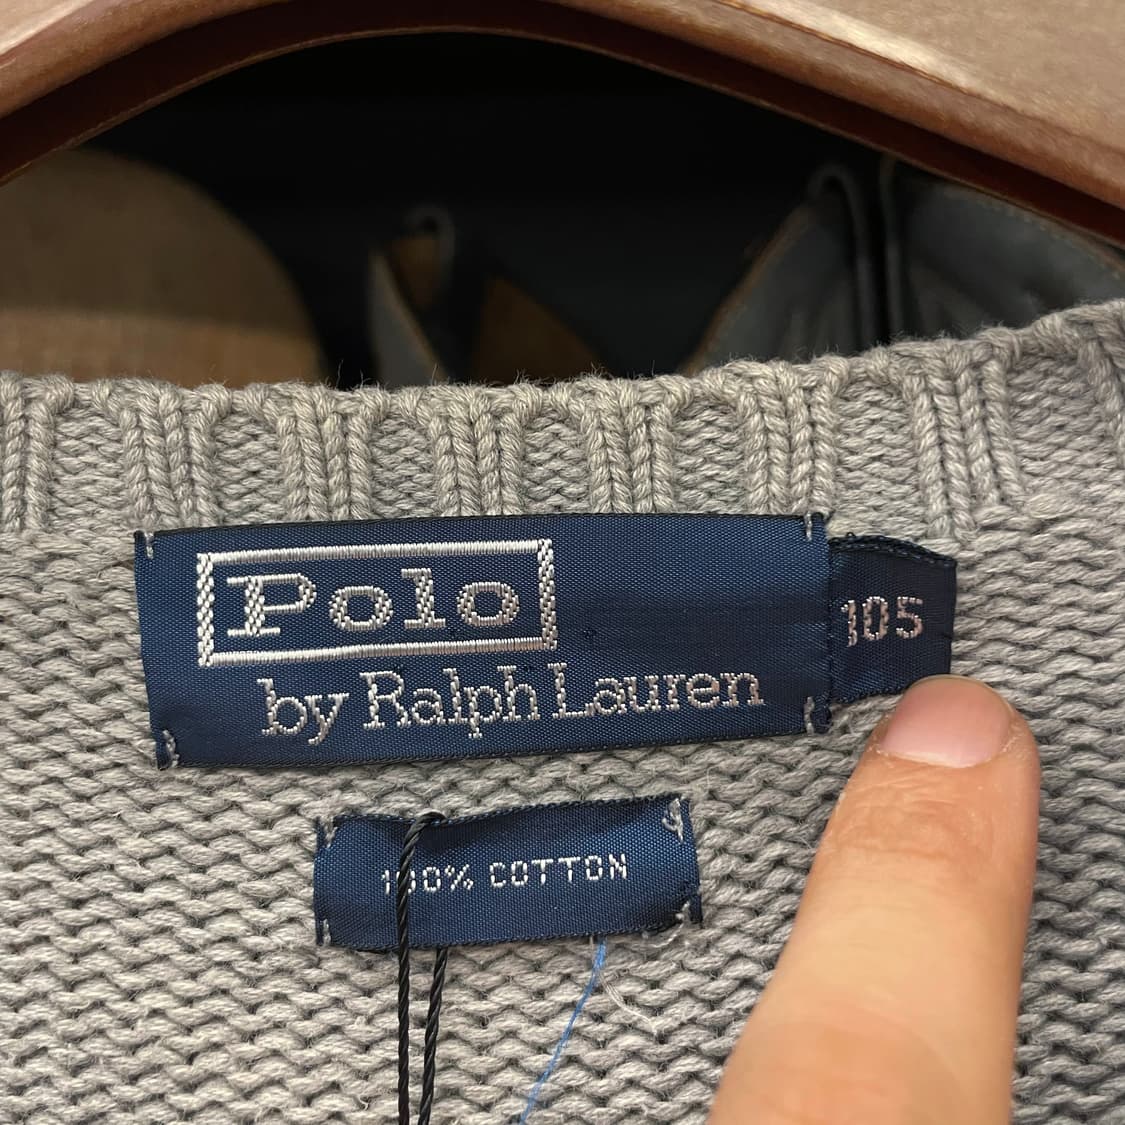 Polo
by Ralph Lauren
105
100% COTTON